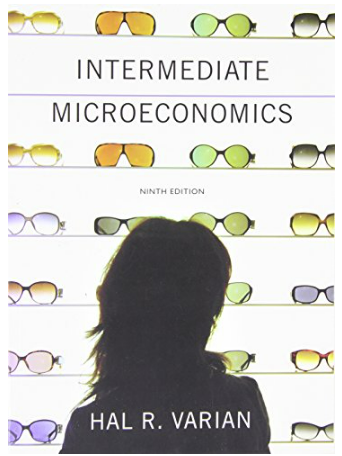 INTERMEDIATE
MICROECONOMICS
NINTH EDITION
HAL R. VARIAN